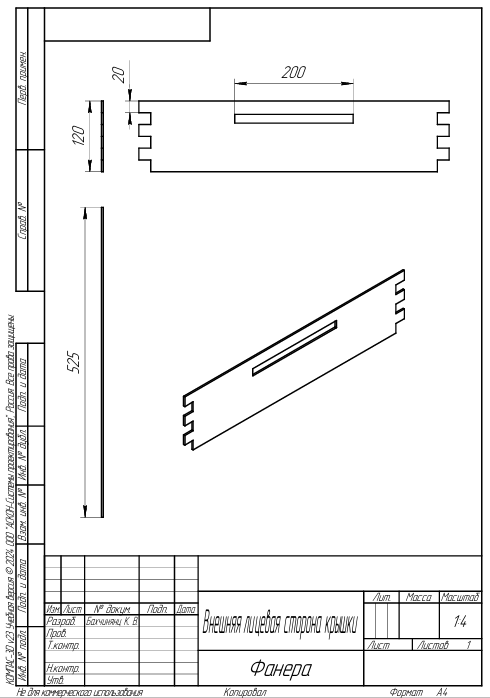 Перв. примен.
Справ. №
Подп. и дата
Инв. № дубл.
Взам. инв. №
Подп. и дата
Инв. № подл.
КОМПАС-3D v23 Учебная версия © 2024 ООО "АСКОН-Системы проектирования", Россия. Все права защищены.
20
200
120
525
Изм. Лист № докум. Подп. Дата
Разраб. Балчиянц К. В.
Пров.
Т.контр.
Н.контр.
Утв.
Внешняя лицевая сторона крышки
Фанера
Лит. Масса Масштаб
1:4
Лист Листов 1
Не для коммерческого использования Копировал Формат A4